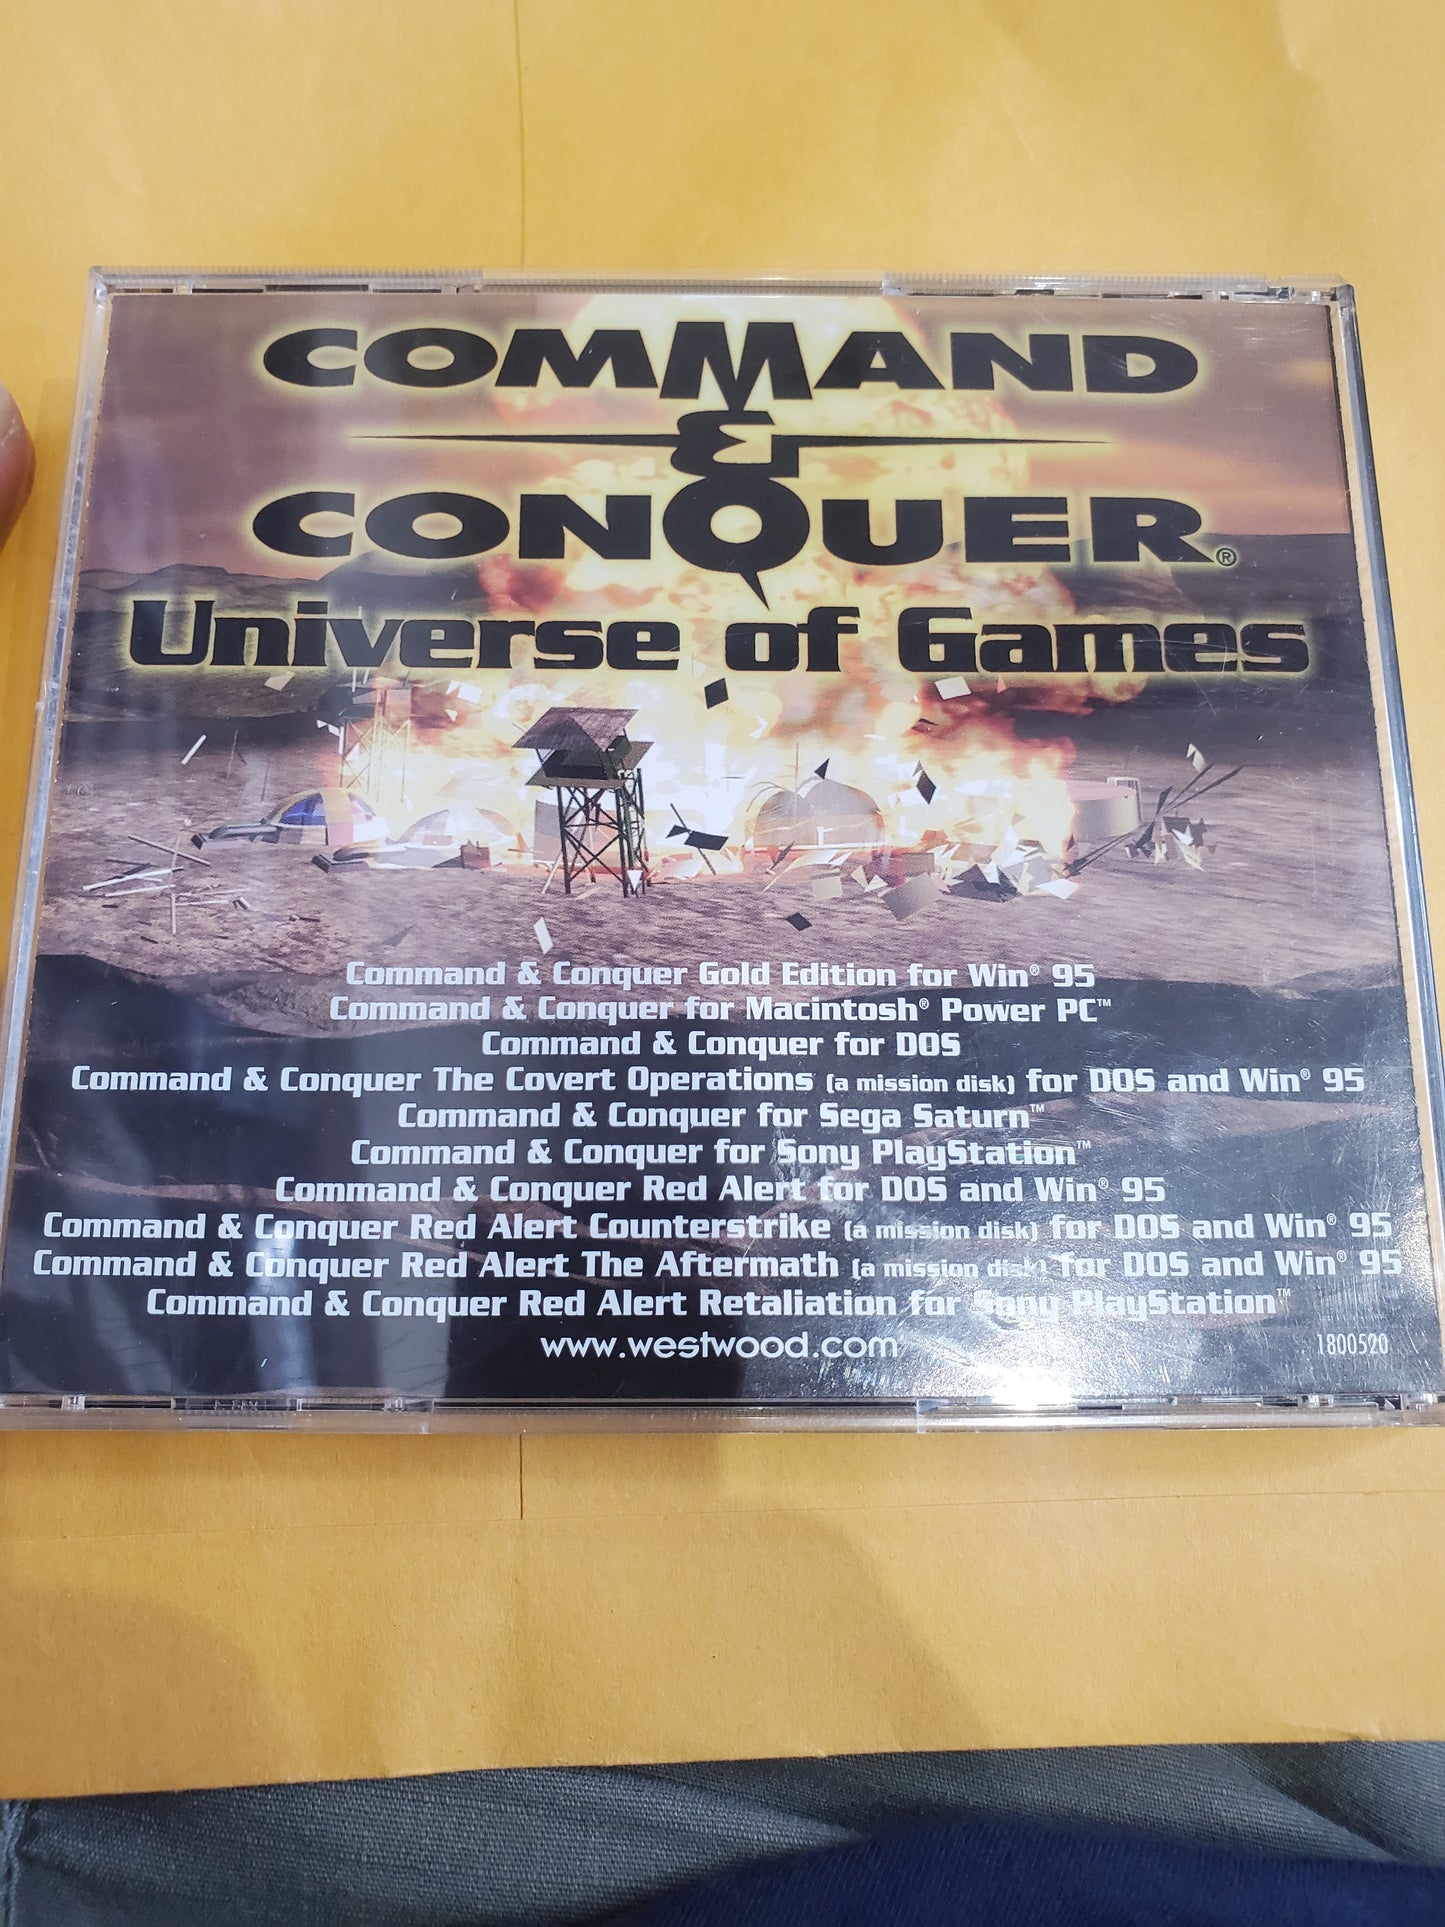 COMMAND
&
CONQUER®
Universe of Games
Command & Conquer Gold Edition for Win® 95
Command & Conquer for Macintosh® Power PC™
Command & Conquer for DOS
Command & Conquer The Covert Operations (a mission disk) for DOS and Win® 95
Command & Conquer for Sega Saturn™
Command & Conquer for Sony PlayStation™
Command & Conquer Red Alert for DOS and Win® 95
Command & Conquer Red Alert Counterstrike (a mission disk) for DOS and Win® 95
Command & Conquer Red Alert The Aftermath (a mission disk) for DOS and Win® 95
Command & Conquer Red Alert Retaliation for Sony PlayStation™
www.westwood.com
1800520